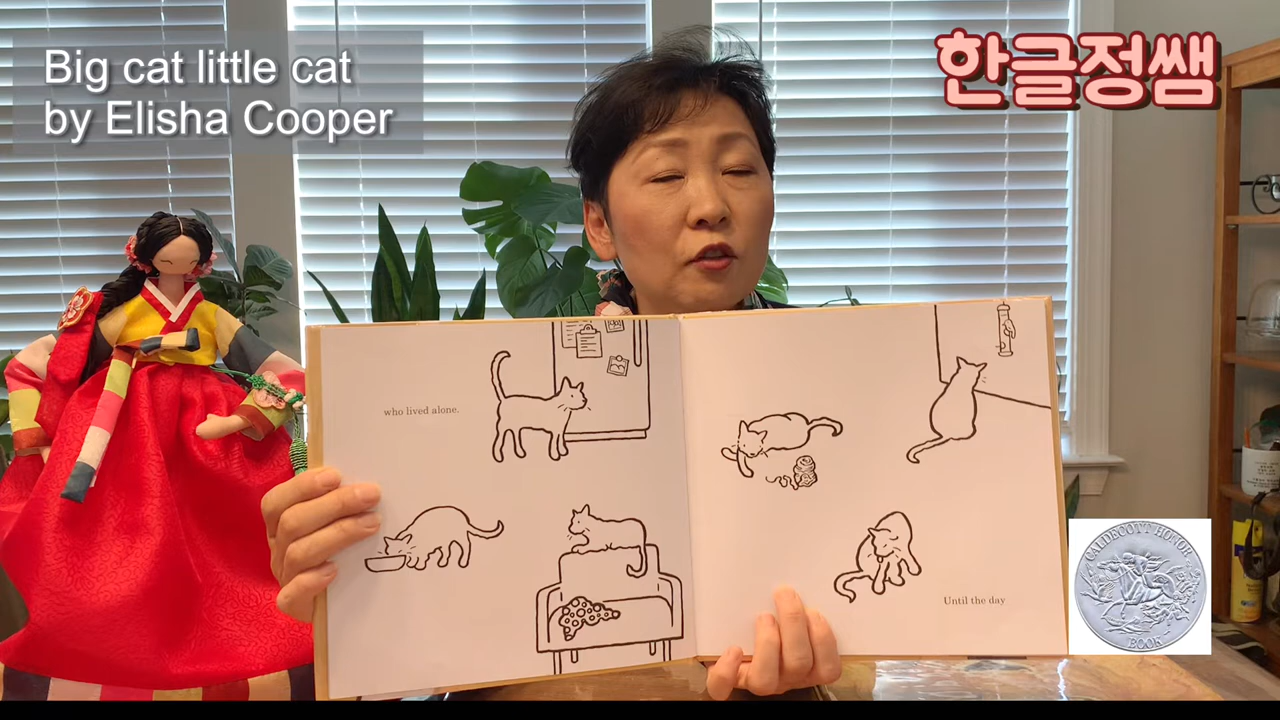 Big cat little cat
by Elisha Cooper
한글정쌤
who lived alone.
Until the day
CALDECOTT HONOR
BOOK